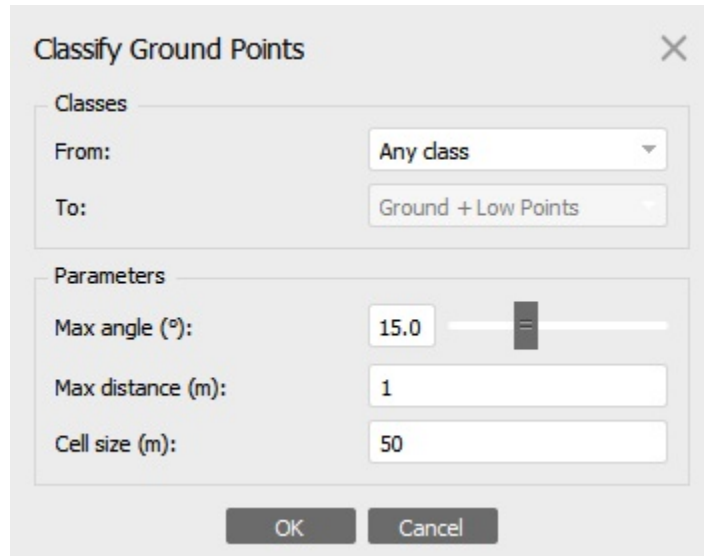 Classify Ground Points
Classes
From: Any class
To: Ground + Low Points
Parameters
Max angle (°): 15.0
Max distance (m): 1
Cell size (m): 50
OK Cancel